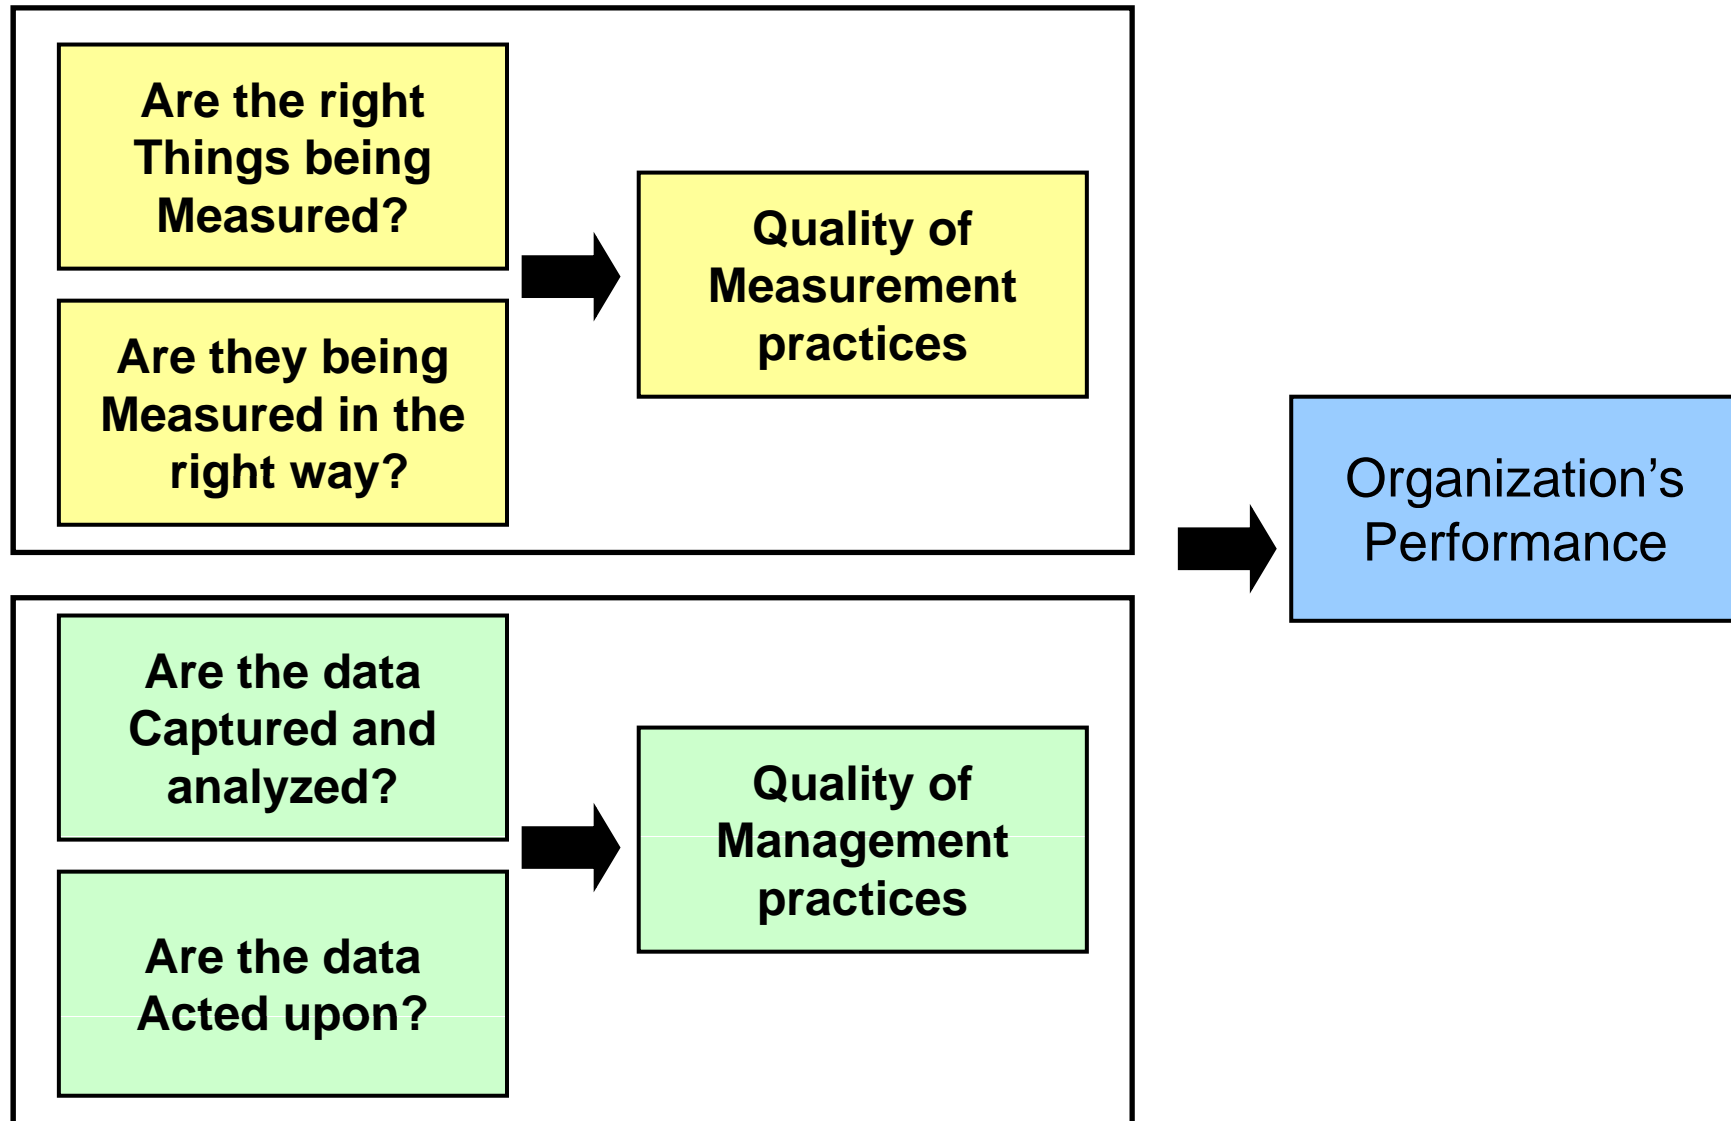 Are the right
Things being
Measured?
Are they being
Measured in the
right way?
Quality of
Measurement
practices
Are the data
Captured and
analyzed?
Are the data
Acted upon?
Quality of
Management
practices
Organization’s
Performance